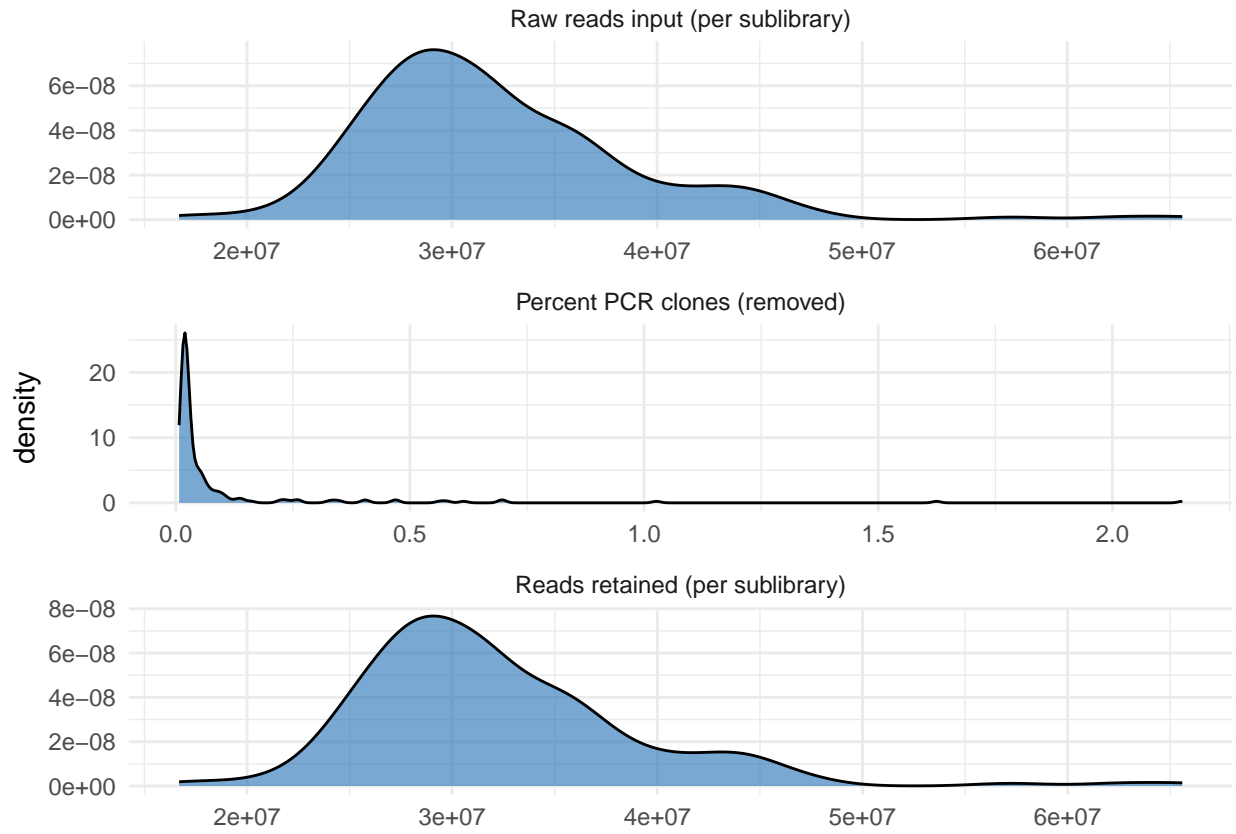 Raw reads input (per sublibrary)
6e−08
4e−08
2e−08
0e+00
2e+07 3e+07 4e+07 5e+07 6e+07
Percent PCR clones (removed)
density
20
10
0
0.0 0.5 1.0 1.5 2.0
Reads retained (per sublibrary)
8e−08
6e−08
4e−08
2e−08
0e+00
2e+07 3e+07 4e+07 5e+07 6e+07